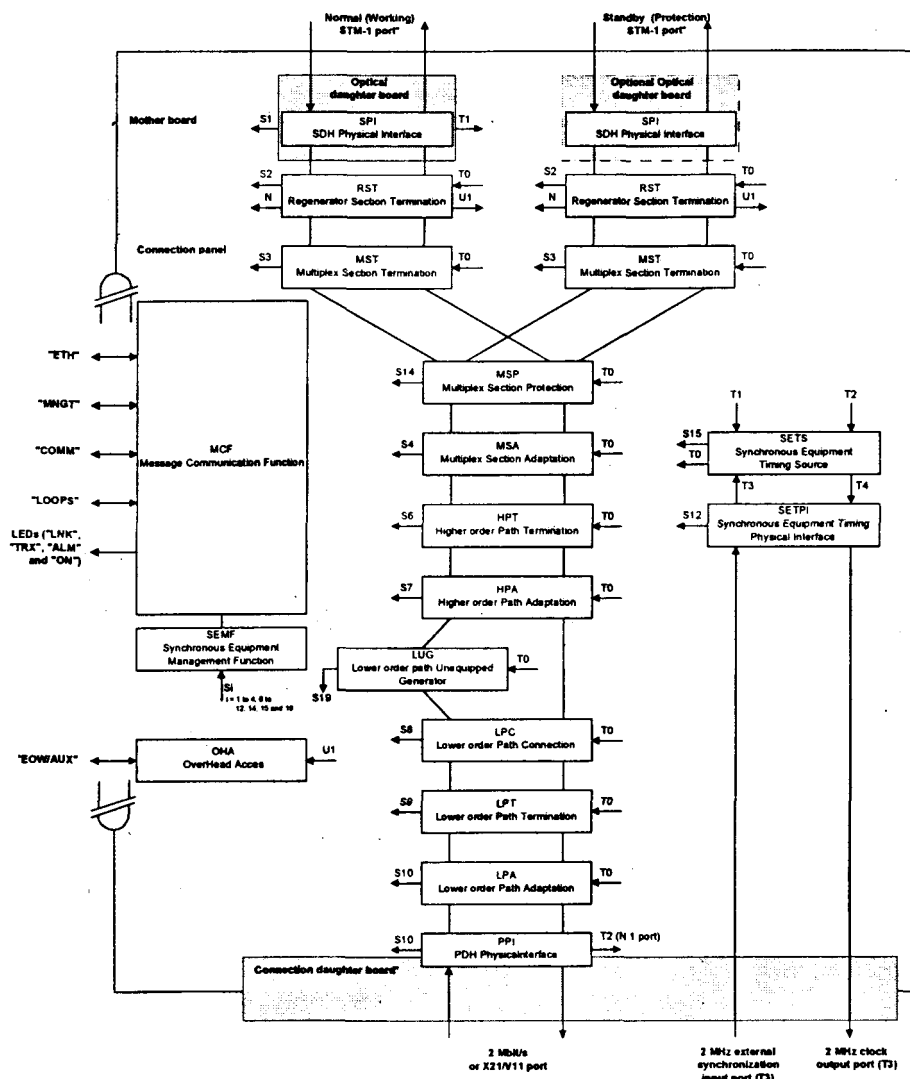 Normal (Working)
STM-1 port"
Standby (Protection)
STM-1 port"
Optical
daughter board
Optional Optical
daughter board
Mother board
S1
SPI
SDH Physical Interface
T1
SPI
SDH Physical Interface
S2
N
RST
Regenerator Section Termination
T0
U1
S2
N
RST
Regenerator Section Termination
T0
U1
Connection panel
S3
MST
Multiplex Section Termination
T0
S3
MST
Multiplex Section Termination
T0
"ETH"
"MNGT"
"COMM"
"LOOPS"
LEDs ("LNK",
"TRX", "ALM"
and "ON")
MCF
Message Communication Function
S14
MSP
Multiplex Section Protection
T0
S4
MSA
Multiplex Section Adaptation
T0
S6
HPT
Higher order Path Termination
T0
S7
HPA
Higher order Path Adaptation
T0
T1
T2
S15
T0
SETS
Synchronous Equipment
Timing Source
T3
T4
S12
SETPI
Synchronous Equipment Timing
Physical Interface
SEMF
Synchronous Equipment
Management Function
Si
i = 1 to 4, 6 to
12, 14, 15 and 19
LUG
Lower order path Unequipped
Generator
T0
S19
"EOW/AUX"
OHA
OverHead Acces
U1
S8
LPC
Lower order Path Connection
T0
S9
LPT
Lower order Path Termination
T0
S10
LPA
Lower order Path Adaptation
T0
S10
PPI
PDH PhysicaInterface
T2 (N 1 port)
Connection daughter board"
2 Mbit/s
or X21/V11 port
2 MHz external
synchronization
input port (T3)
2 MHz clock
output port (T3)